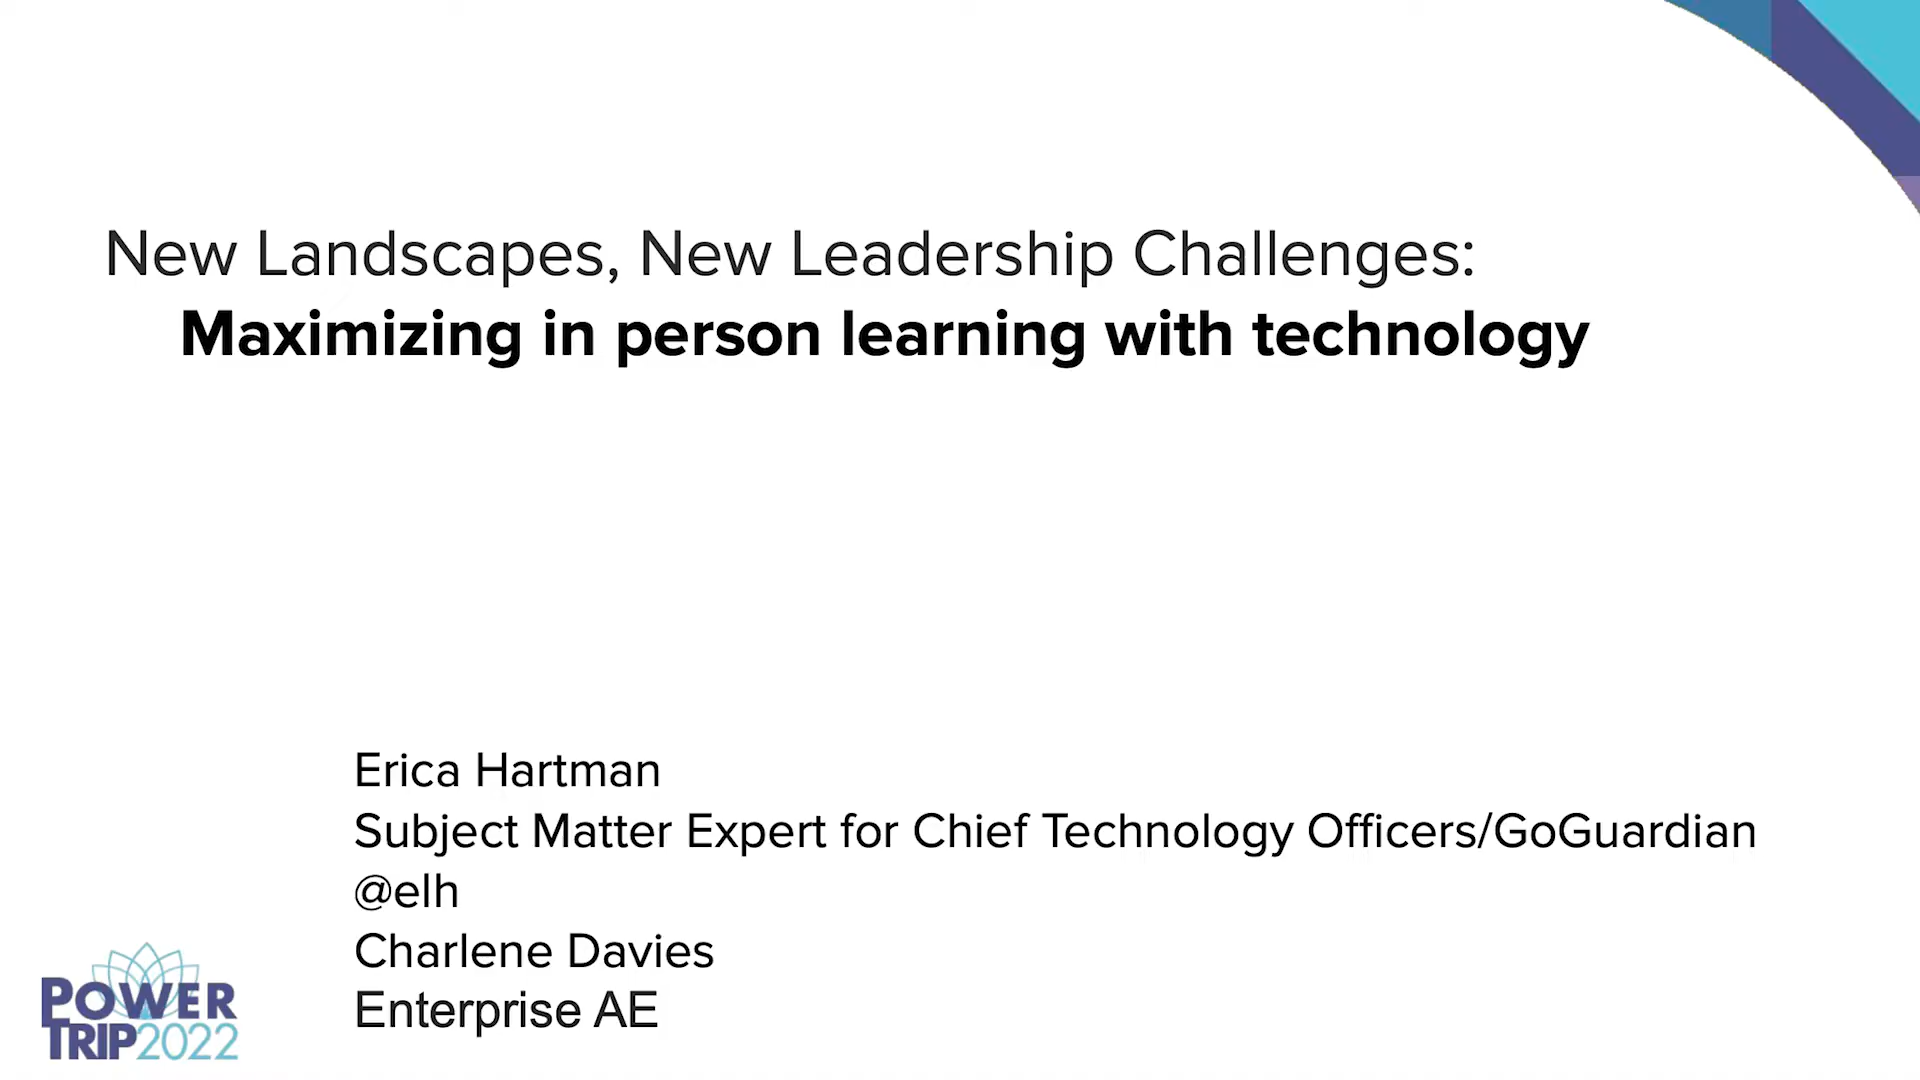 New Landscapes, New Leadership Challenges:
Maximizing in person learning with technology
Erica Hartman
Subject Matter Expert for Chief Technology Officers/GoGuardian
@elh
Charlene Davies
Enterprise AE
POWER
TRIP2022